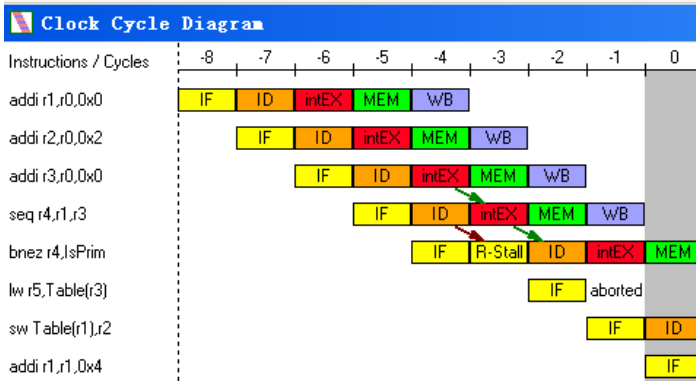 Clock Cycle Diagram
Instructions / Cycles -8 -7 -6 -5 -4 -3 -2 -1 0
addi r1,r0,0x0 IF ID intEX MEM WB
addi r2,r0,0x2 IF ID intEX MEM WB
addi r3,r0,0x0 IF ID intEX MEM WB
seq r4,r1,r3 IF ID intEX MEM WB
bnez r4,IsPrim IF R-Stall ID intEX MEM
lw r5,Table(r3) IF aborted
sw Table(r1),r2 IF ID
addi r1,r1,0x4 IF